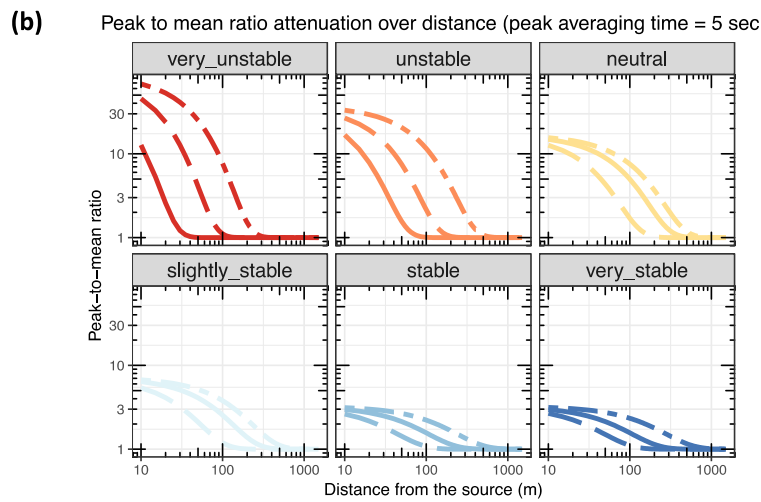 (b)
Peak to mean ratio attenuation over distance (peak averaging time = 5 sec
very_unstable unstable neutral
30
10
3
1
slightly_stable stable very_stable
30
10
3
1
10 100 1000 10 100 1000 10 100 1000
Peak-to-mean ratio
Distance from the source (m)